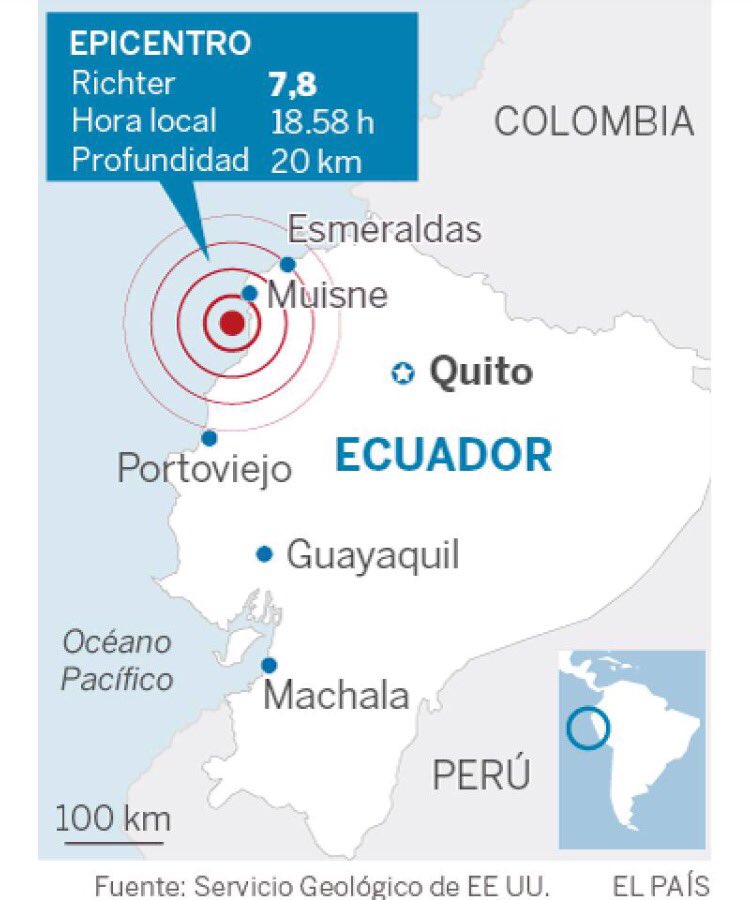 EPICENTRO
Richter 7,8
Hora local 18.58 h
Profundidad 20 km
COLOMBIA
Esmeraldas
Muisne
Quito
ECUADOR
Portoviejo
Guayaquil
Océano
Pacífico
Machala
PERÚ
100 km
Fuente: Servicio Geológico de EE UU. EL PAÍS